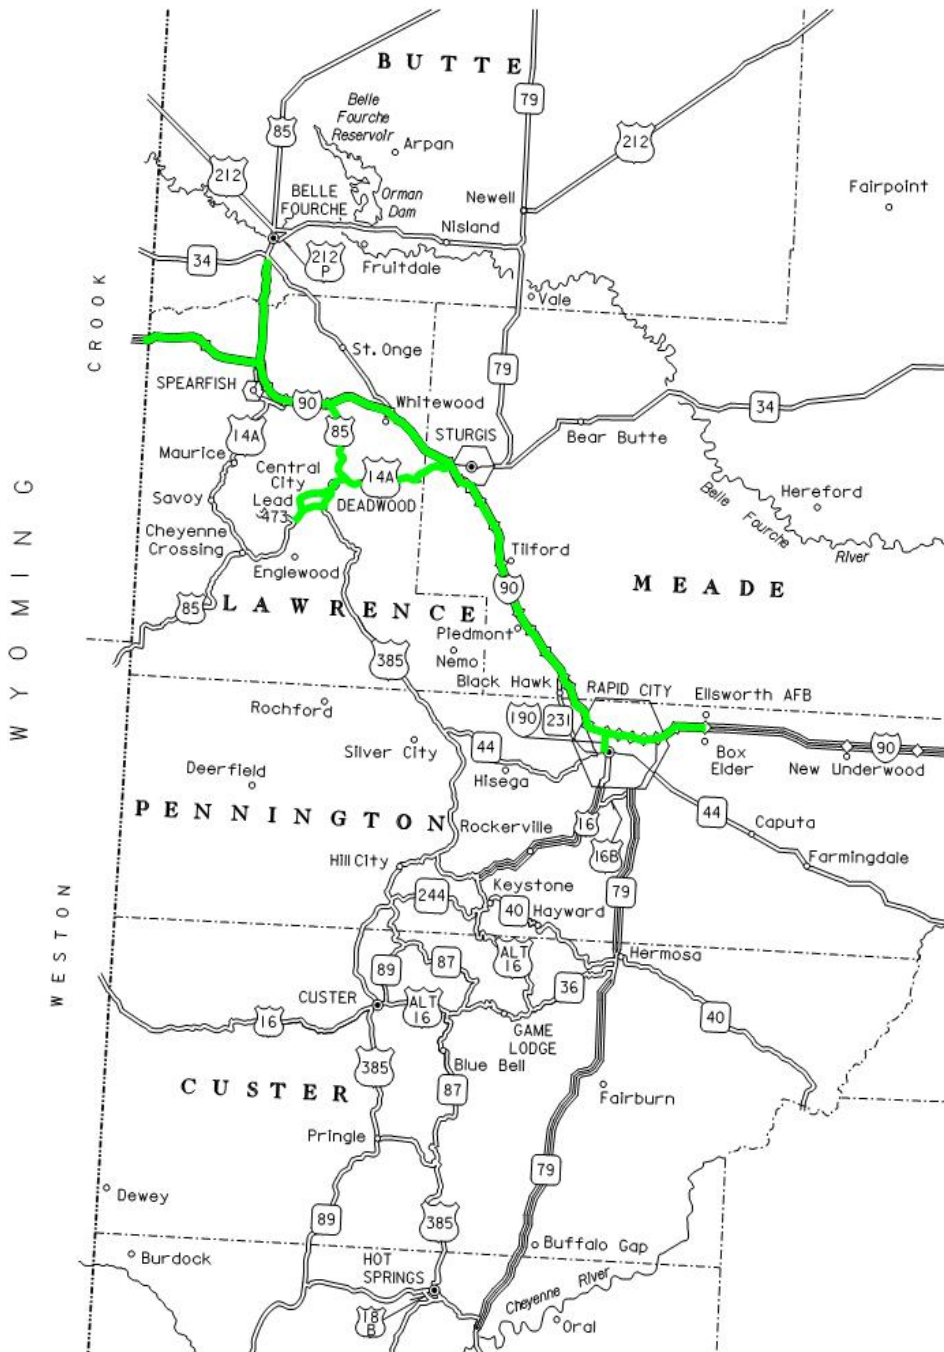 BUTTE
79
Belle
Fourche
Reservoir
85
212
Arpan
212
BELLE
FOURCHE
Orman
Dam
Newell
Fairpoint
Nisland
34
212
P
Fruitdale
CROOK
Vale
St. Onge
79
SPEARFISH
90
Whitewood
34
14A
85
STURGIS
Bear Butte
Maurice
Central
City
14A
WYOMING
Savoy
Lead
DEADWOOD
Hereford
473
Belle Fourche
River
Cheyenne
Crossing
Tilford
Englewood
90
MEADE
85
LAWRENCE
Piedmont
385
Nemo
Black Hawk
RAPID CITY
Ellsworth AFB
Rochford
190
231
Silver City
44
Box
Elder
90
New Underwood
Deerfield
Hisega
PENNINGTON
Rockerville
16
44
Caputa
Hill City
16B
Farmingdale
244
Keystone
79
WESTON
40
Hayward
ALT
16
Hermosa
89
87
36
CUSTER
ALT
16
40
16
GAME
LODGE
385
Blue Bell
CUSTER
87
Fairburn
Pringle
79
Dewey
89
385
Buffalo Gap
Burdock
HOT
SPRINGS
Cheyenne River
18
B
Oral